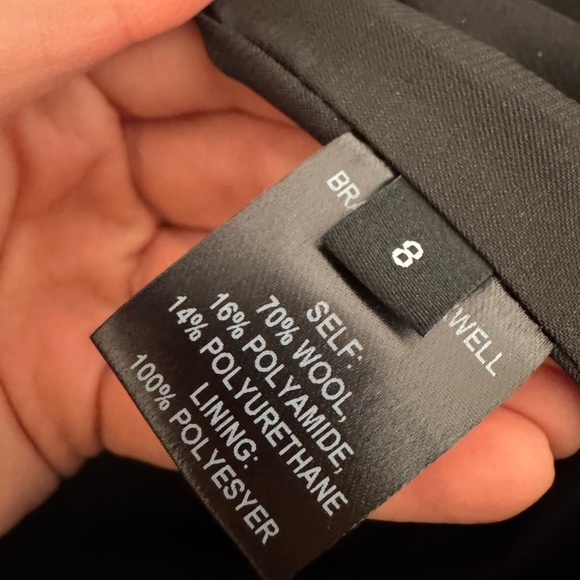 8
SELF:
70% WOOL,
16% POLYAMIDE,
14% POLYURETHANE
LINING:
100% POLYESYER